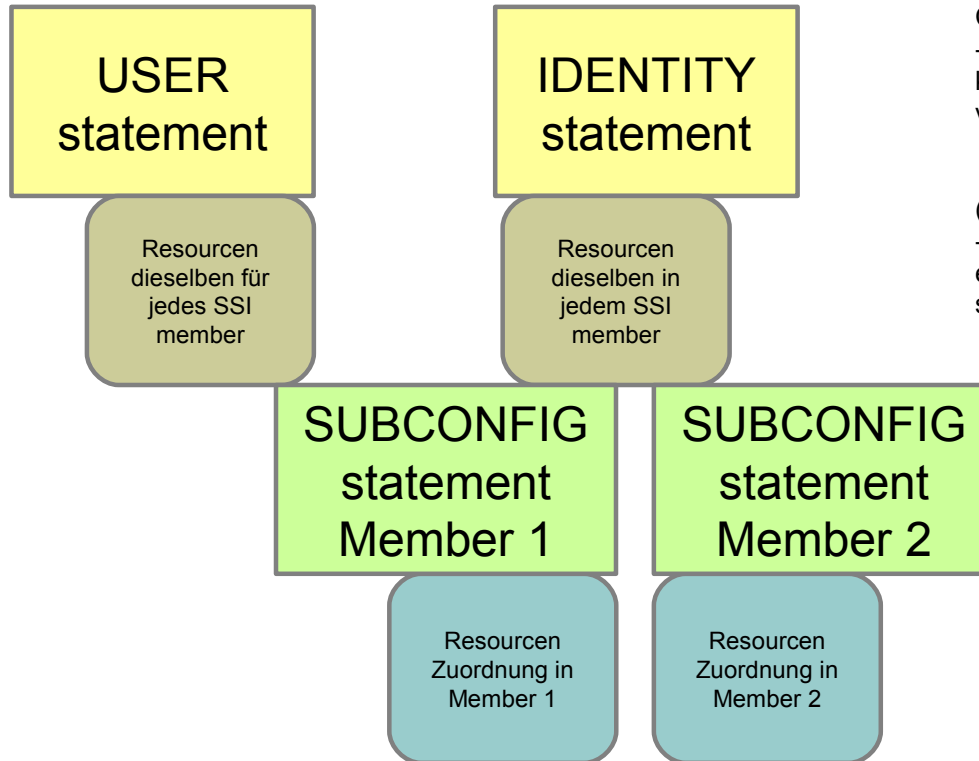 USER
statement
IDENTITY
statement
Resourcen
dieselben für
jedes SSI
member
Resourcen
dieselben in
jedem SSI
member
SUBCONFIG
statement
Member 1
SUBCONFIG
statement
Member 2
Resourcen
Zuordnung in
Member 1
Resourcen
Zuordnung in
Member 2